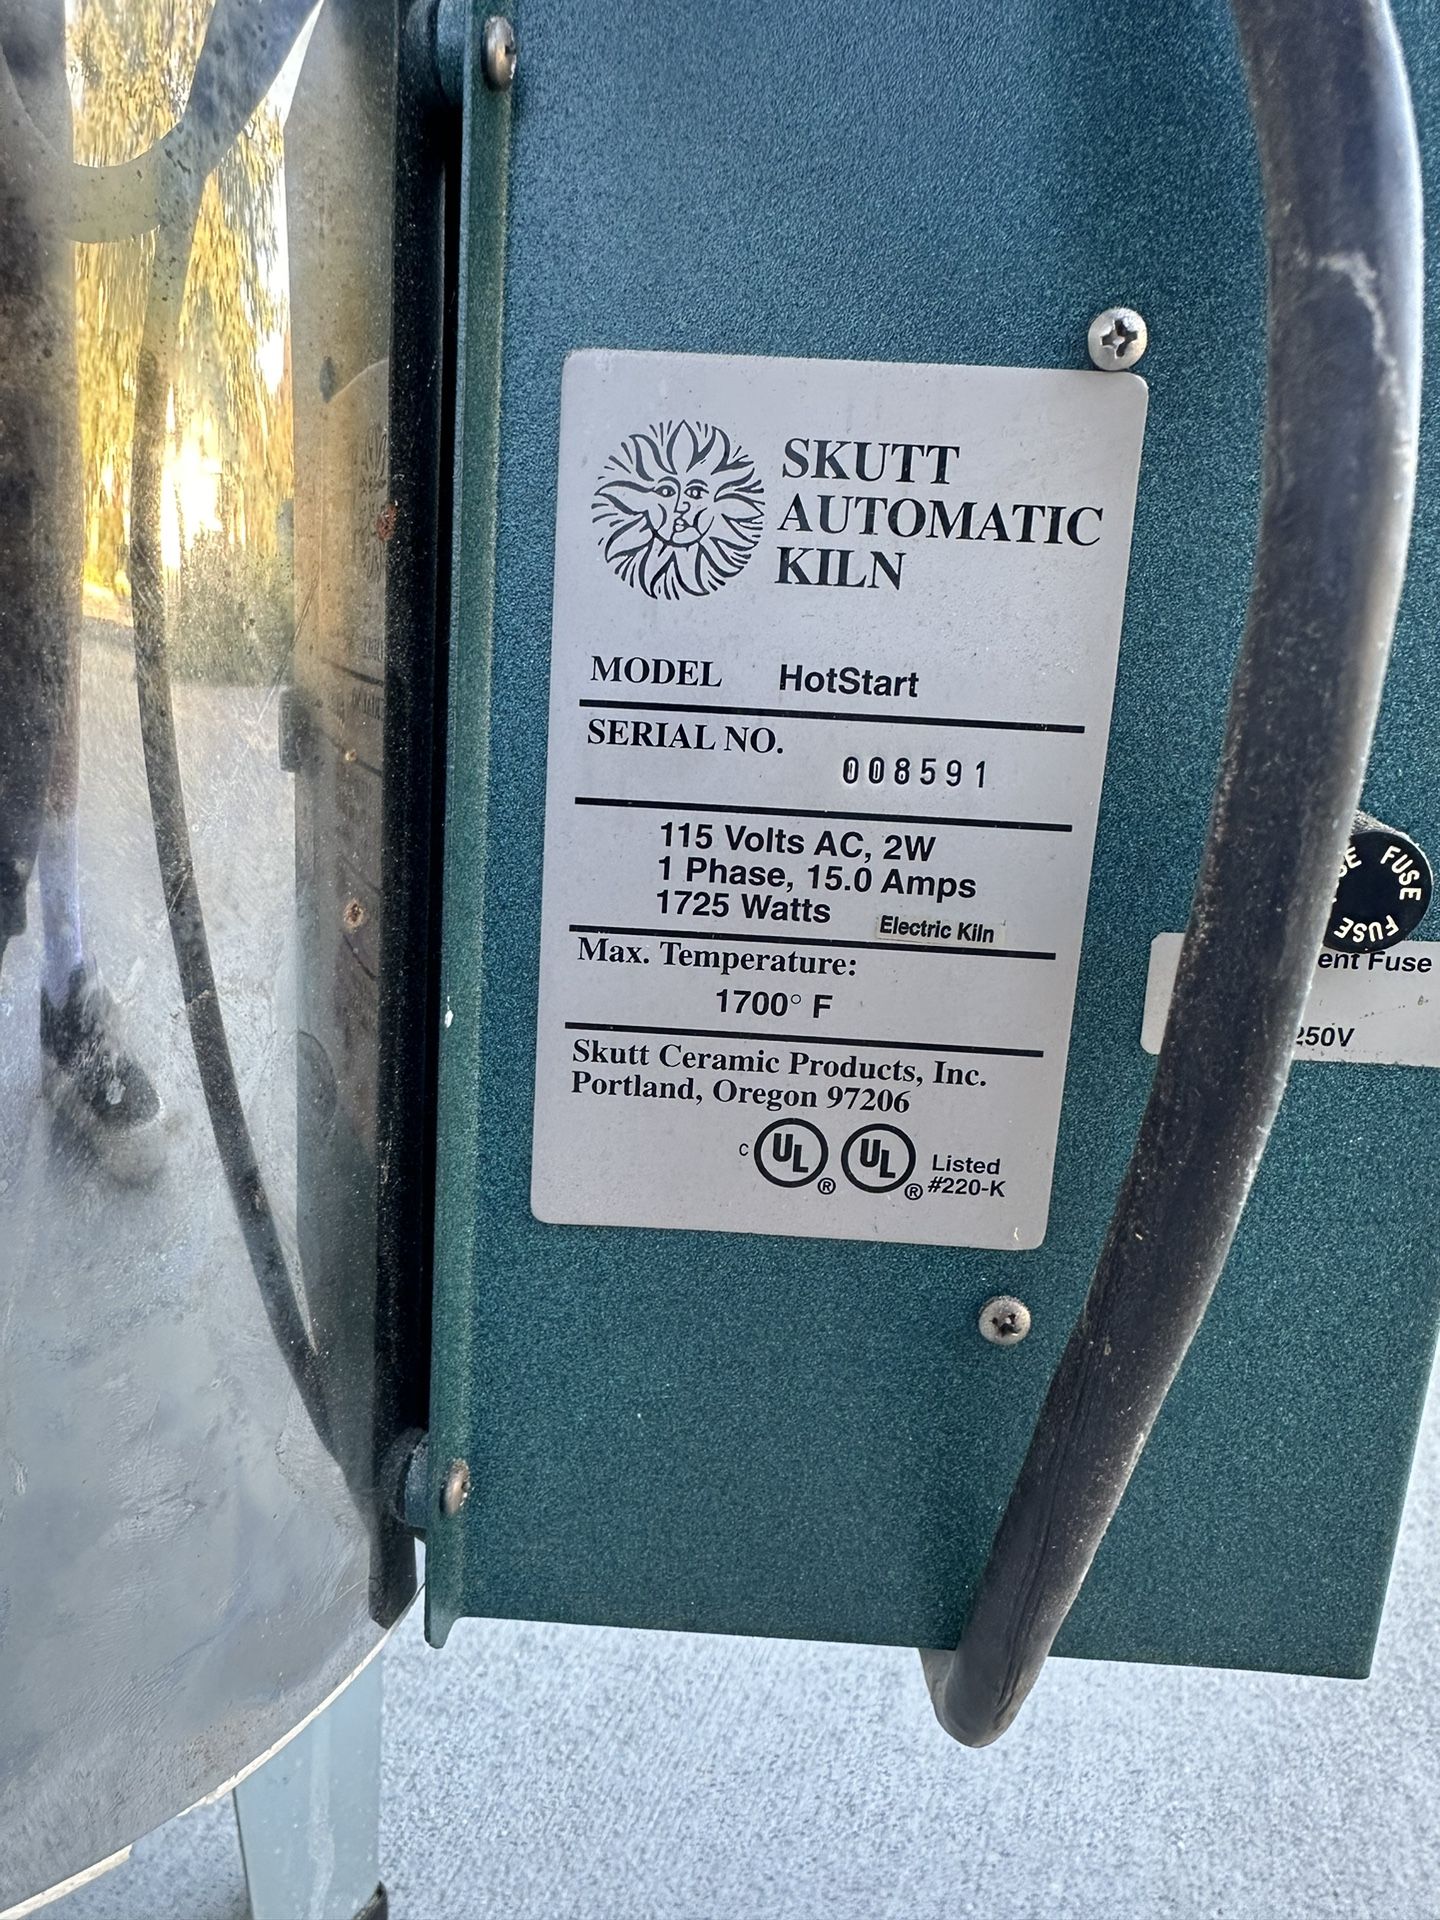 SKUTT
AUTOMATIC
KILN
MODEL HotStart
SERIAL NO. 008591
115 Volts AC, 2W
1 Phase, 15.0 Amps
1725 Watts Electric Kiln
Max. Temperature:
1700° F
Skutt Ceramic Products, Inc.
Portland, Oregon 97206
C UL® UL® Listed
#220-K
FUSE
FUSE
Fuse
250V